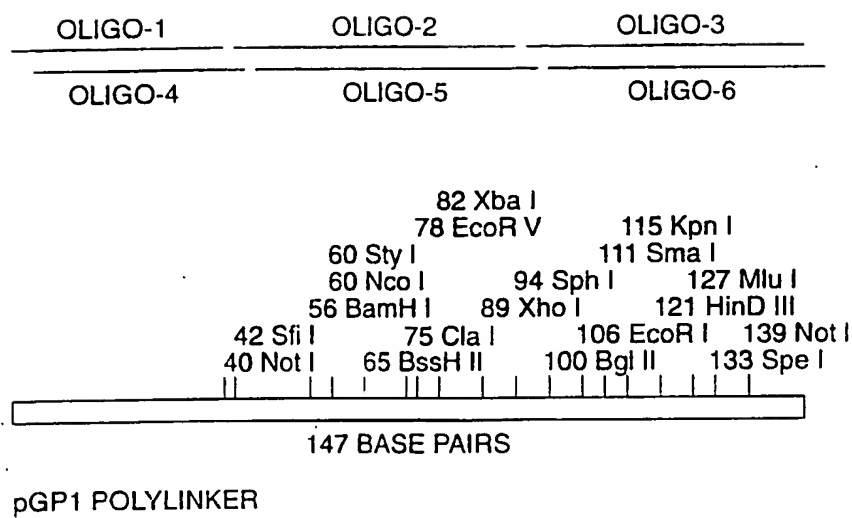 OLIGO-1 OLIGO-2 OLIGO-3
OLIGO-4 OLIGO-5 OLIGO-6
82 Xba I
78 EcoR V 115 Kpn I
60 Sty I 111 Sma I
60 Nco I 94 Sph I 127 Mlu I
56 BamH I 89 Xho I 121 HinD III
42 Sfi I 75 Cla I 106 EcoR I 139 Not I
40 Not I 65 BssH II 100 Bgl II 133 Spe I
147 BASE PAIRS
pGP1 POLYLINKER